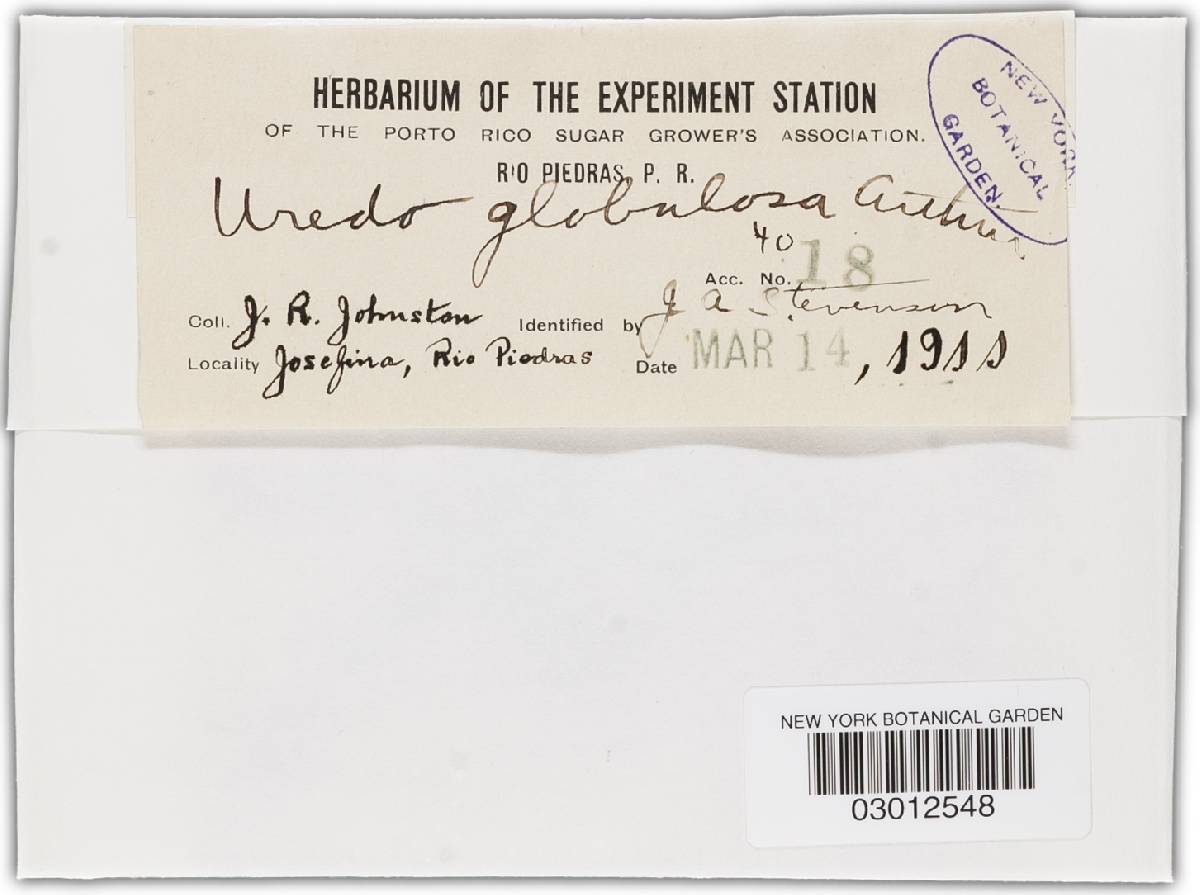 HERBARIUM OF THE EXPERIMENT STATION
OF THE PORTO RICO SUGAR GROWER'S ASSOCIATION.
RIO PIEDRAS, P. R.
NEW YORK
BOTANICAL
GARDEN
Uredo globulosa Arthur
40
Acc. No. 18
Coll. J. R. Johnston Identified by J A Stevenson
Locality Josefina, Rio Piedras Date MAR 14, 1911
NEW YORK BOTANICAL GARDEN
03012548